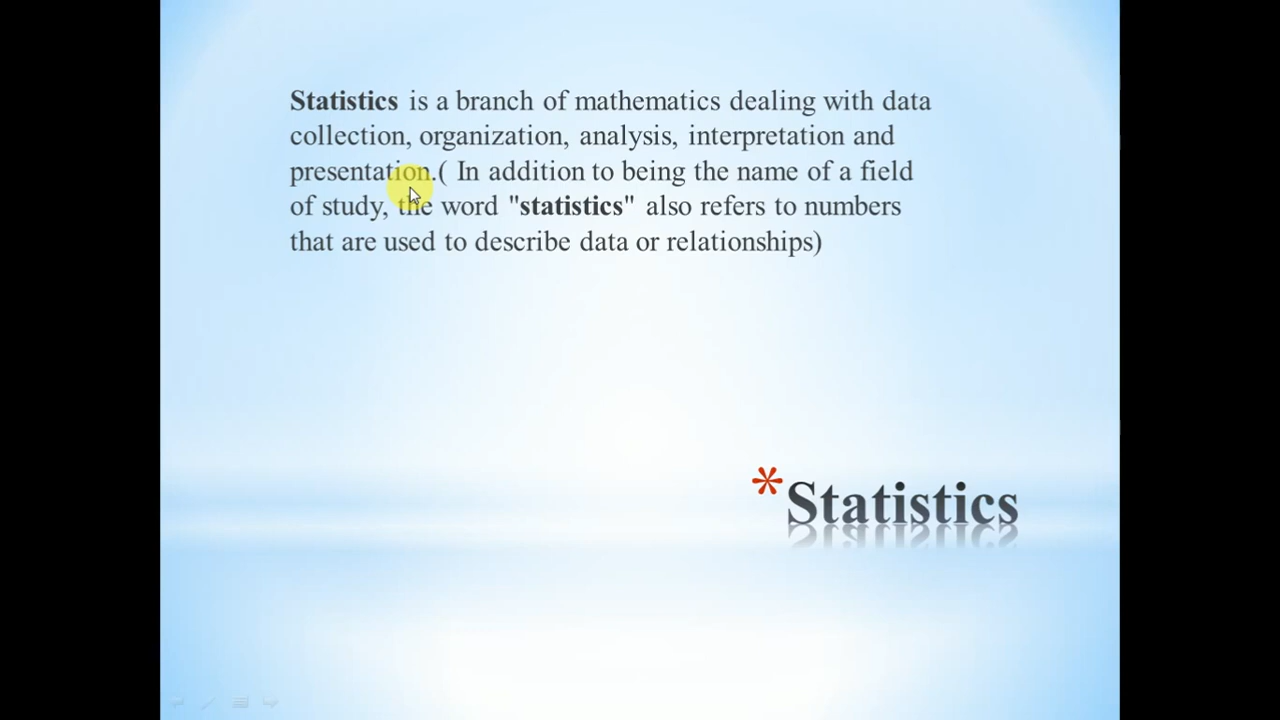 Statistics is a branch of mathematics dealing with data
collection, organization, analysis, interpretation and
presentation.( In addition to being the name of a field
of study, the word "statistics" also refers to numbers
that are used to describe data or relationships)
*Statistics